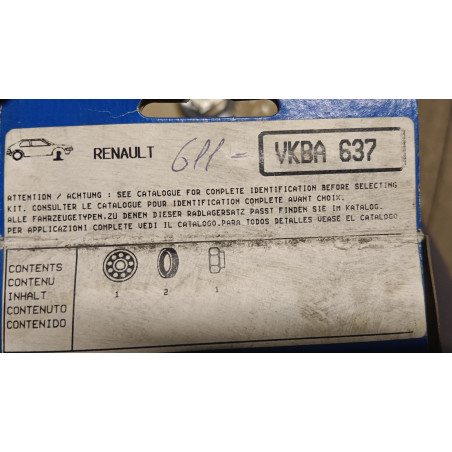 RENAULT
VKBA 637
ATTENTION / ACHTUNG : SEE CATALOGUE FOR COMPLETE IDENTIFICATION BEFORE SELECTING
KIT. CONSULTER LE CATALOGUE POUR IDENTIFICATION COMPLETE AVANT CHOIX.
ALLE FAHRZEUGETYPEN.ZU DENEN DIESER RADLAGERSATZ PASST FINDEN SIE IM KATALOG.
PER APPLICAZIONI COMPLETE VEDI IL CATALOGO.PARA TODOS DETALLES VEASE EL CATALOGO
CONTENTS
CONTENU
INHALT
CONTENUTO
CONTENIDO
1 2 1